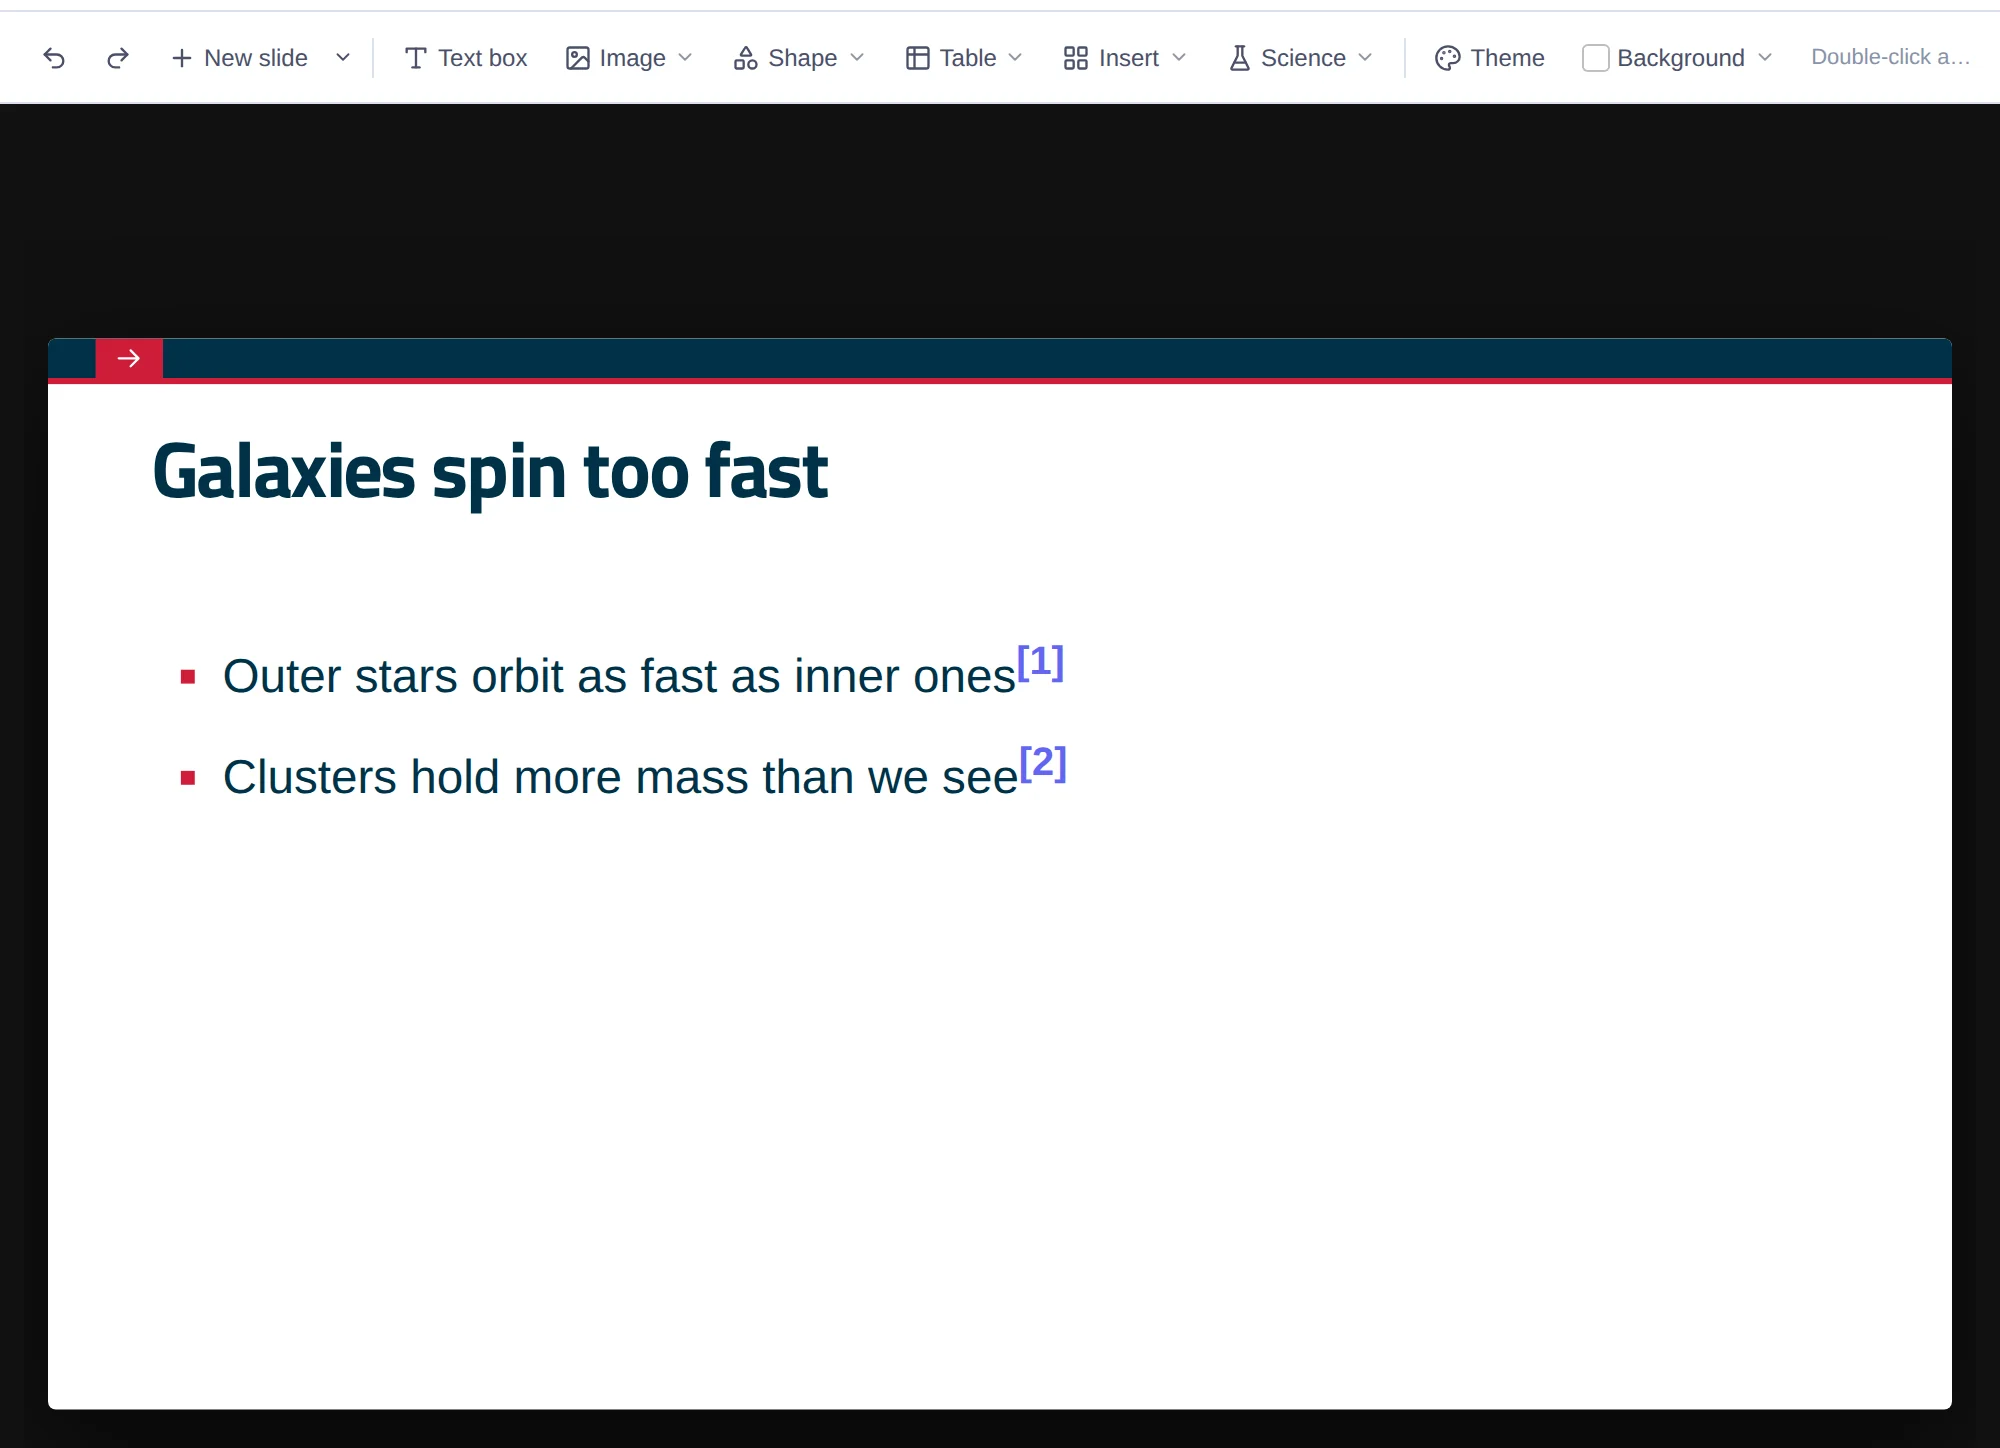 New slide
Text box
Image
Shape
Table
Insert
Science
Theme
Background
Double-click a…
Galaxies spin too fast
Outer stars orbit as fast as inner ones[1]
Clusters hold more mass than we see[2]